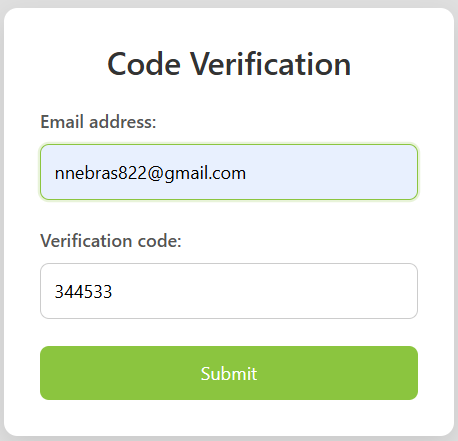 Code Verification
Email address:
nnebras822@gmail.com
Verification code:
344533
Submit